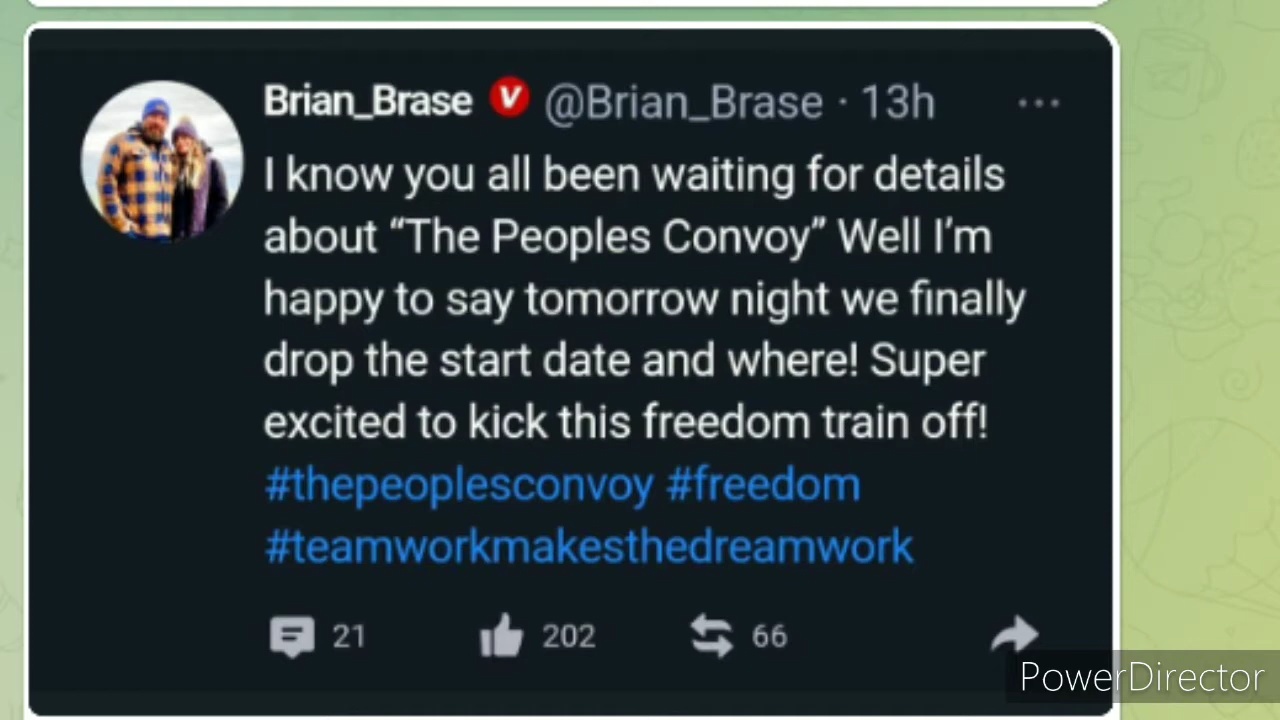 Brian_Brase V @Brian_Brase · 13h ...
I know you all been waiting for details
about “The Peoples Convoy” Well I’m
happy to say tomorrow night we finally
drop the start date and where! Super
excited to kick this freedom train off!
#thepeoplesconvoy #freedom
#teamworkmakesthedreamwork
21 202 66
PowerDirector